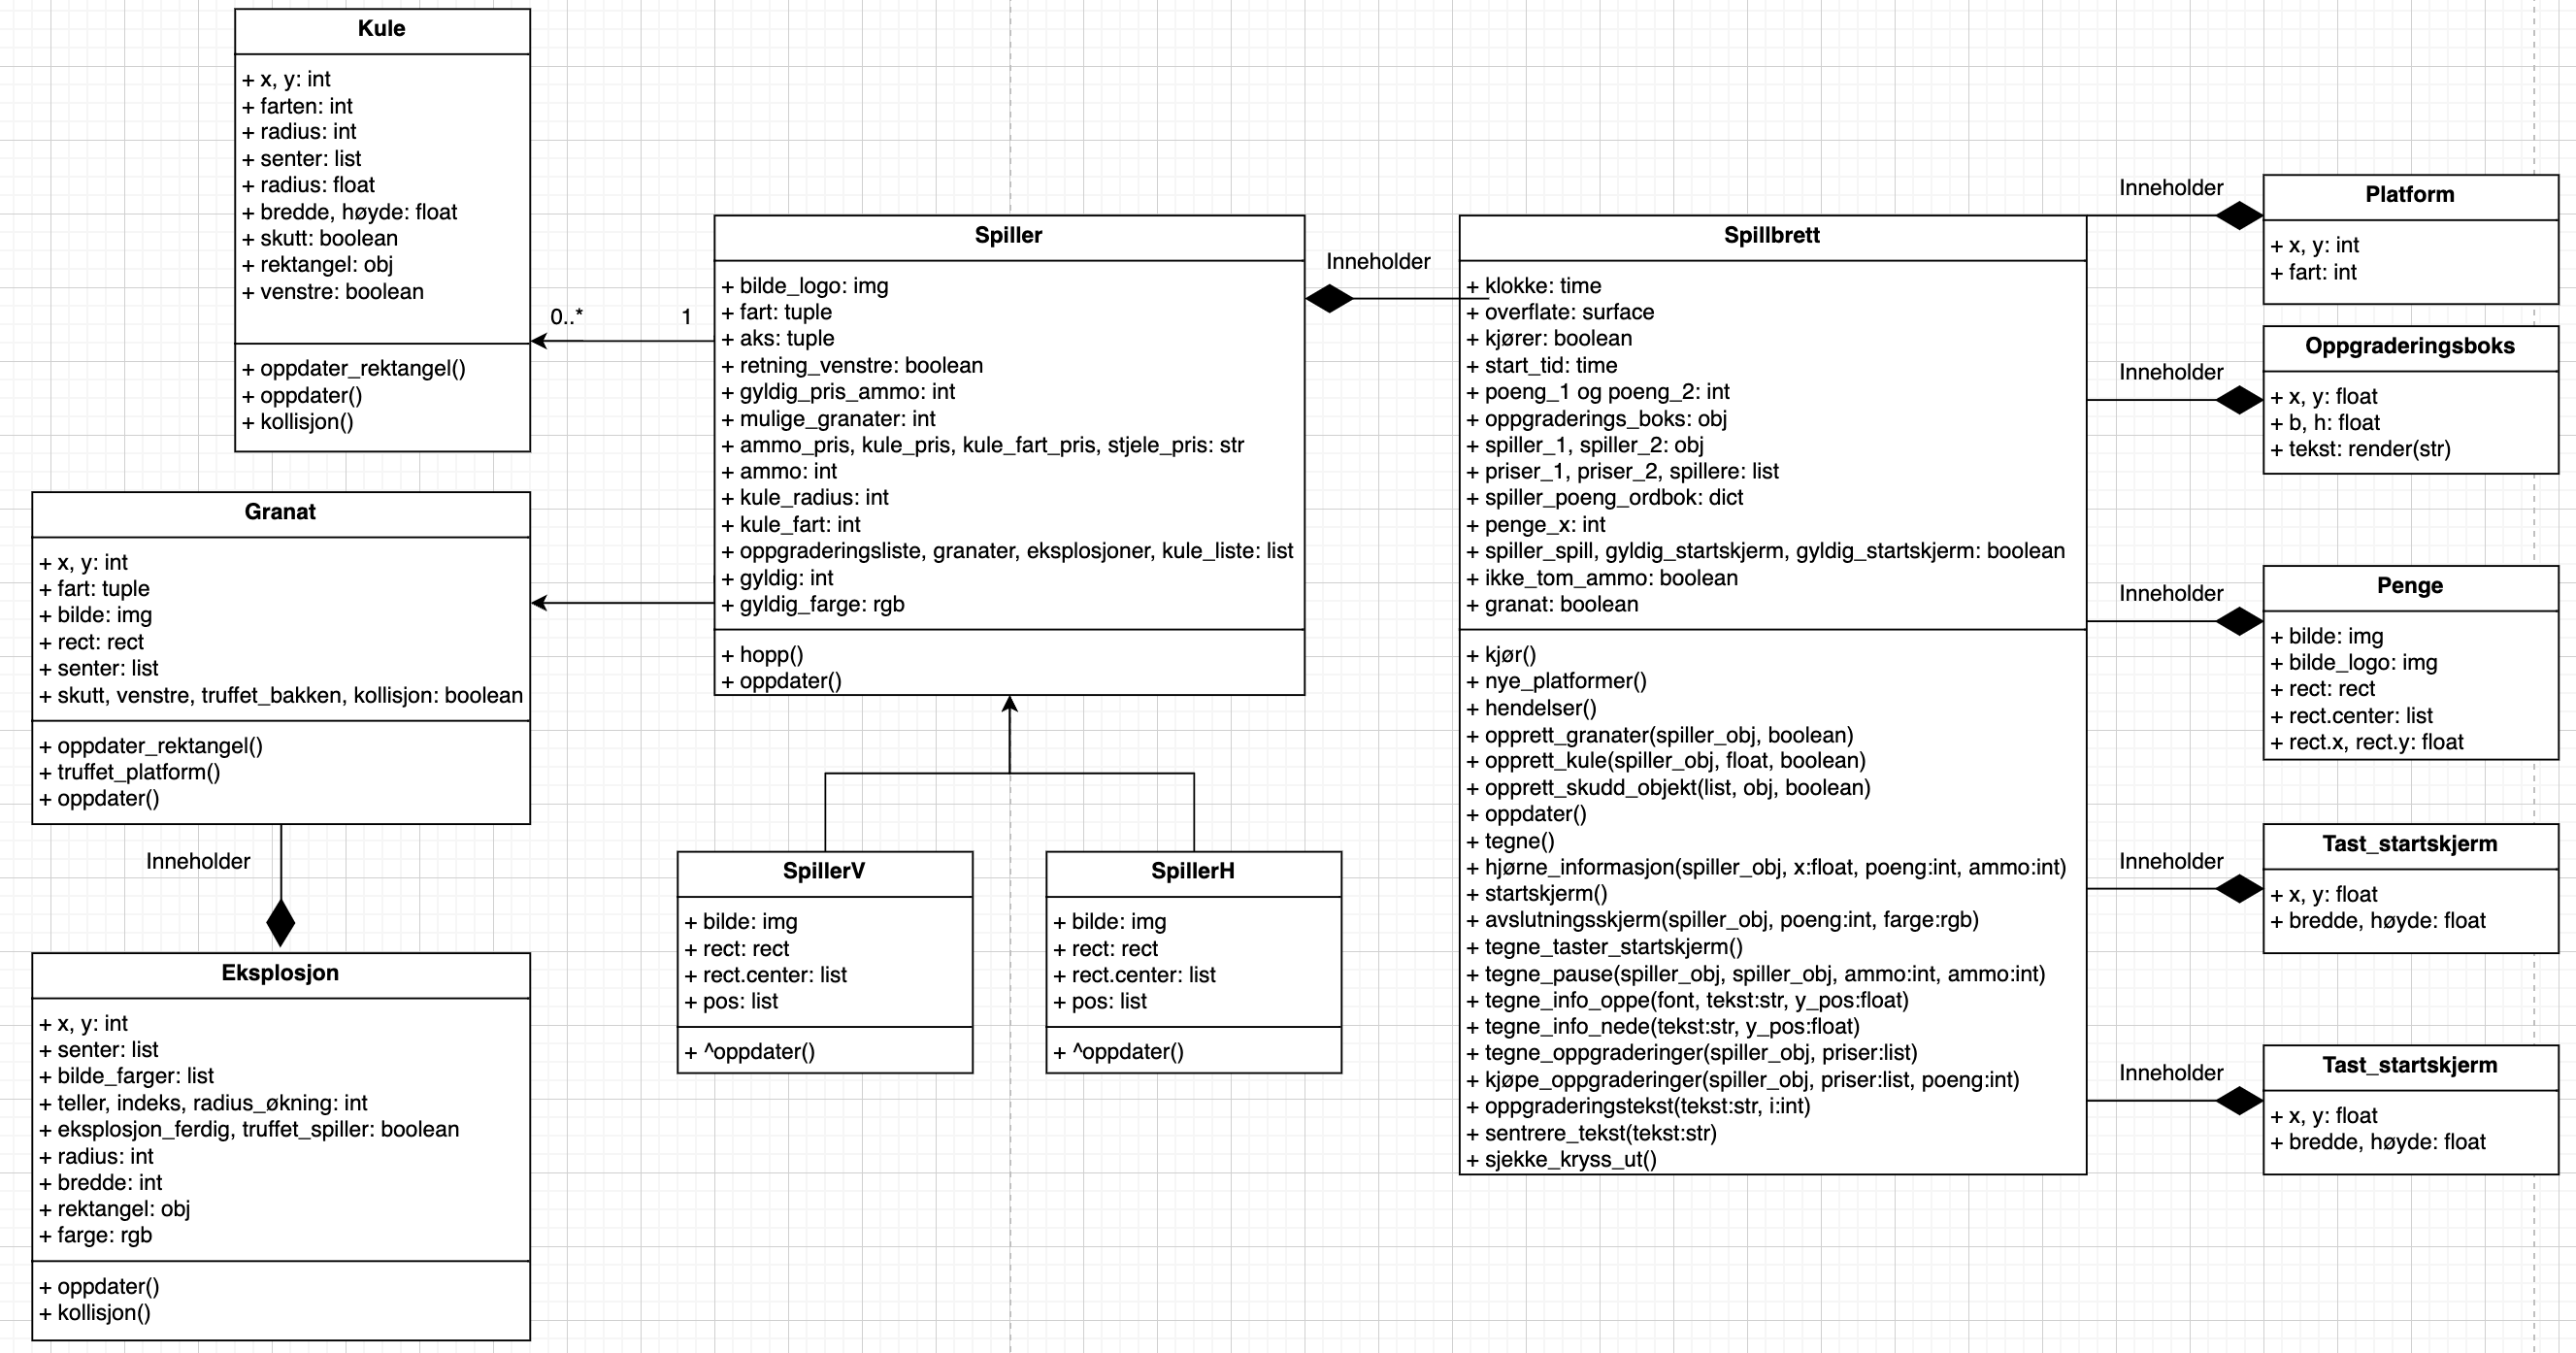 Kule
+ x, y: int
+ farten: int
+ radius: int
+ senter: list
+ radius: float
+ bredde, høyde: float
+ skutt: boolean
+ rektangel: obj
+ venstre: boolean
+ oppdater_rektangel()
+ oppdater()
+ kollisjon()
0..*
1
Granat
+ x, y: int
+ fart: tuple
+ bilde: img
+ rect: rect
+ senter: list
+ skutt, venstre, truffet_bakken, kollisjon: boolean
+ oppdater_rektangel()
+ truffet_platform()
+ oppdater()
Inneholder
Eksplosjon
+ x, y: int
+ senter: list
+ bilde_farger: list
+ teller, indeks, radius_økning: int
+ eksplosjon_ferdig, truffet_spiller: boolean
+ radius: int
+ bredde: int
+ rektangel: obj
+ farge: rgb
+ oppdater()
+ kollisjon()
Spiller
+ bilde_logo: img
+ fart: tuple
+ aks: tuple
+ retning_venstre: boolean
+ gyldig_pris_ammo: int
+ mulige_granater: int
+ ammo_pris, kule_pris, kule_fart_pris, stjele_pris: str
+ ammo: int
+ kule_radius: int
+ kule_fart: int
+ oppgraderingsliste, granater, eksplosjoner, kule_liste: list
+ gyldig: int
+ gyldig_farge: rgb
+ hopp()
+ oppdater()
SpillerV
+ bilde: img
+ rect: rect
+ rect.center: list
+ pos: list
+ ^oppdater()
SpillerH
+ bilde: img
+ rect: rect
+ rect.center: list
+ pos: list
+ ^oppdater()
Inneholder
Spillbrett
+ klokke: time
+ overflate: surface
+ kjører: boolean
+ start_tid: time
+ poeng_1 og poeng_2: int
+ oppgraderings_boks: obj
+ spiller_1, spiller_2: obj
+ priser_1, priser_2, spillere: list
+ spiller_poeng_ordbok: dict
+ penge_x: int
+ spiller_spill, gyldig_startskjerm, gyldig_startskjerm: boolean
+ ikke_tom_ammo: boolean
+ granat: boolean
+ kjør()
+ nye_platformer()
+ hendelser()
+ opprett_granater(spiller_obj, boolean)
+ opprett_kule(spiller_obj, float, boolean)
+ opprett_skudd_objekt(list, obj, boolean)
+ oppdater()
+ tegne()
+ hjørne_informasjon(spiller_obj, x:float, poeng:int, ammo:int)
+ startskjerm()
+ avslutningsskjerm(spiller_obj, poeng:int, farge:rgb)
+ tegne_taster_startskjerm()
+ tegne_pause(spiller_obj, spiller_obj, ammo:int, ammo:int)
+ tegne_info_oppe(font, tekst:str, y_pos:float)
+ tegne_info_nede(tekst:str, y_pos:float)
+ tegne_oppgraderinger(spiller_obj, priser:list)
+ kjøpe_oppgraderinger(spiller_obj, priser:list, poeng:int)
+ oppgraderingstekst(tekst:str, i:int)
+ sentrere_tekst(tekst:str)
+ sjekke_kryss_ut()
Inneholder
Platform
+ x, y: int
+ fart: int
Inneholder
Oppgraderingsboks
+ x, y: float
+ b, h: float
+ tekst: render(str)
Inneholder
Penge
+ bilde: img
+ bilde_logo: img
+ rect: rect
+ rect.center: list
+ rect.x, rect.y: float
Inneholder
Tast_startskjerm
+ x, y: float
+ bredde, høyde: float
Inneholder
Tast_startskjerm
+ x, y: float
+ bredde, høyde: float